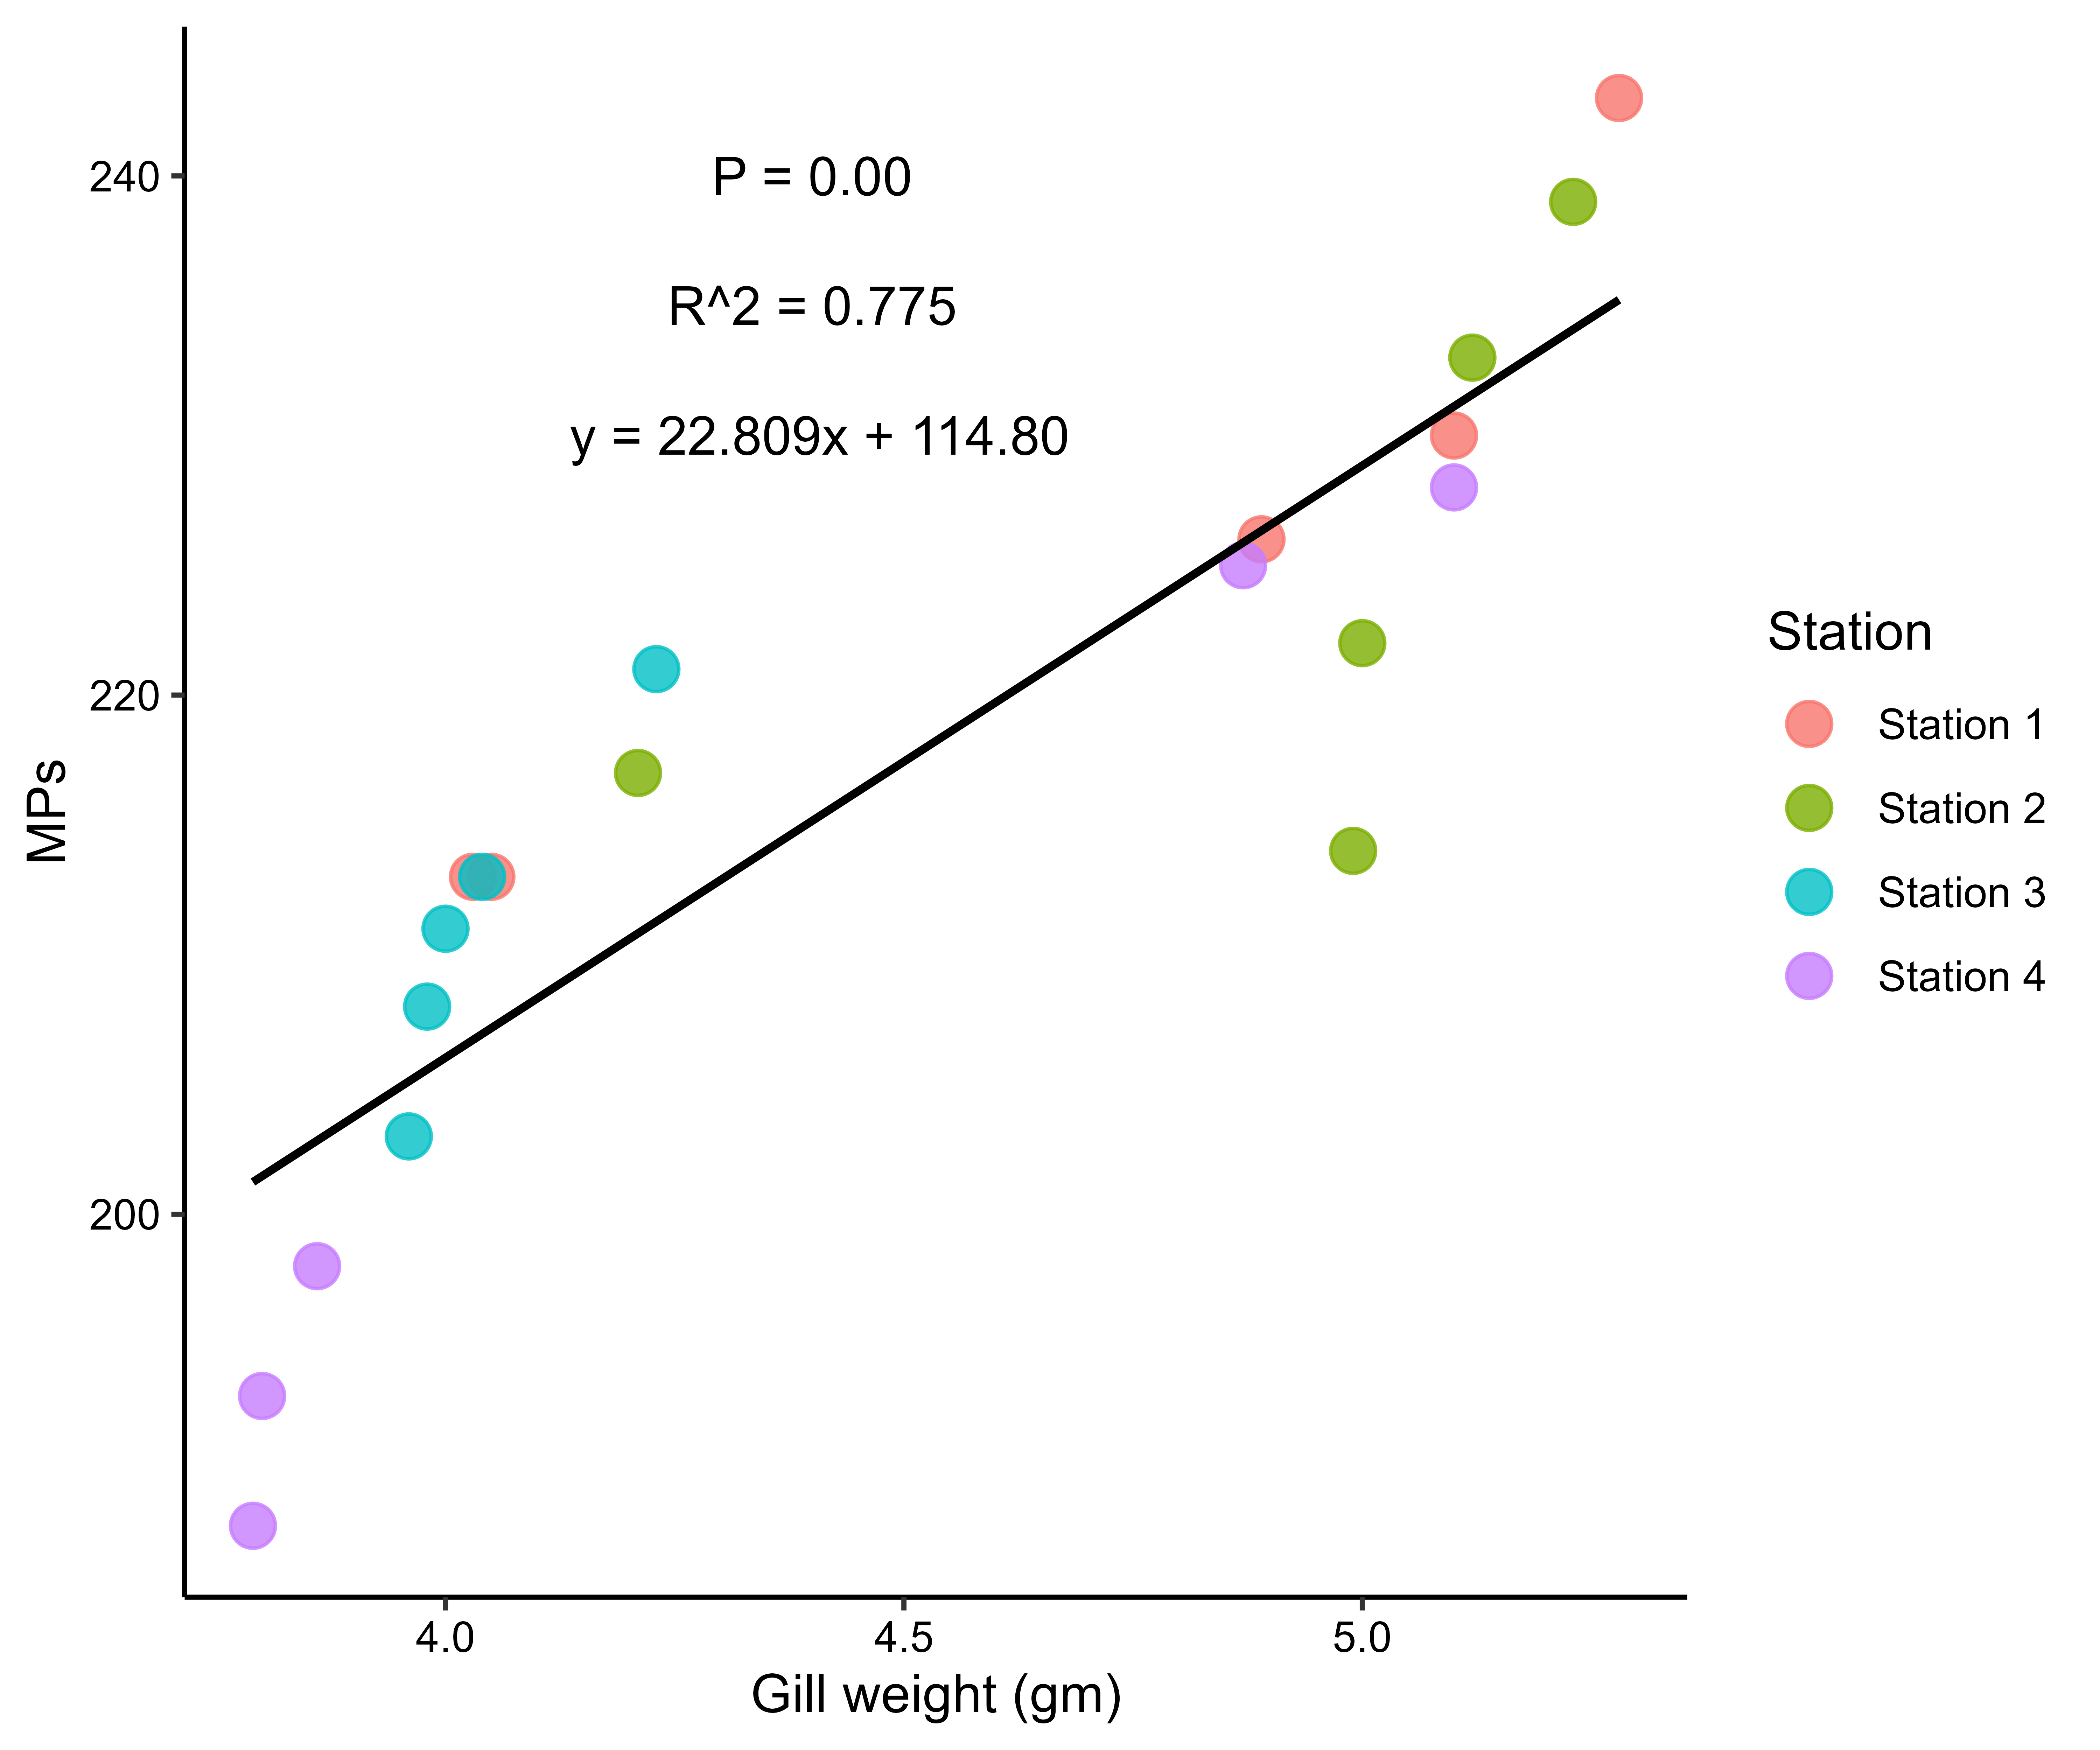 P = 0.00
R^2 = 0.775
y = 22.809x + 114.80
240
220
200
MPs
4.0
4.5
5.0
Gill weight (gm)
Station
Station 1
Station 2
Station 3
Station 4